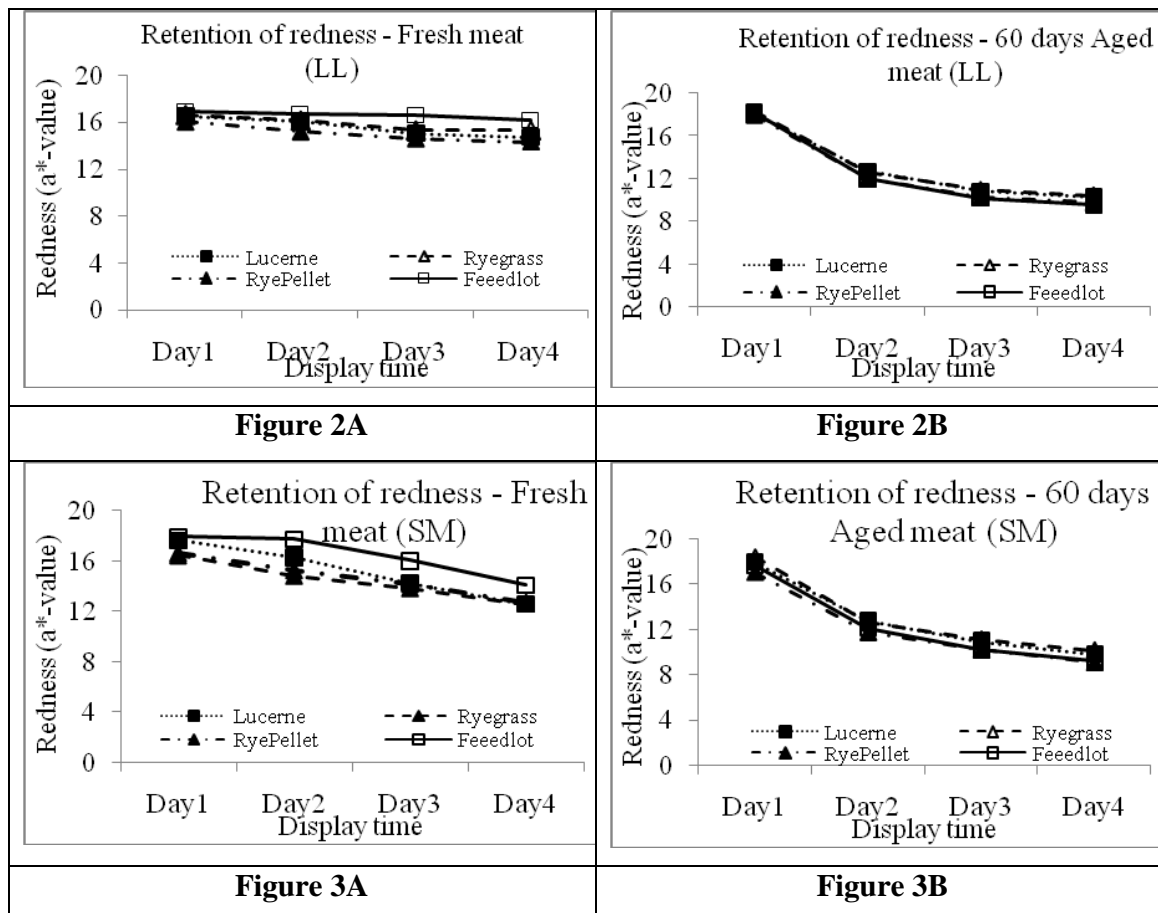 Retention of redness - Fresh meat
(LL)
Redness (a*-value)
20
16
12
8
4
0
Lucerne
Ryegrass
RyePellet
Feeedlot
Day1 Day2 Day3 Day4
Display time
Figure 2A
Retention of redness - 60 days Aged
meat (LL)
Redness (a*-value)
20
16
12
8
4
0
Lucerne
Ryegrass
RyePellet
Feeedlot
Day1 Day2 Day3 Day4
Display time
Figure 2B
Retention of redness - Fresh
meat (SM)
Redness (a*-value)
20
16
12
8
4
0
Lucerne
Ryegrass
RyePellet
Feeedlot
Day1 Day2 Day3 Day4
Display time
Figure 3A
Retention of redness - 60 days
Aged meat (SM)
Redness (a*-value)
20
16
12
8
4
0
Lucerne
Ryegrass
RyePellet
Feeedlot
Day1 Day2 Day3 Day4
Display time
Figure 3B